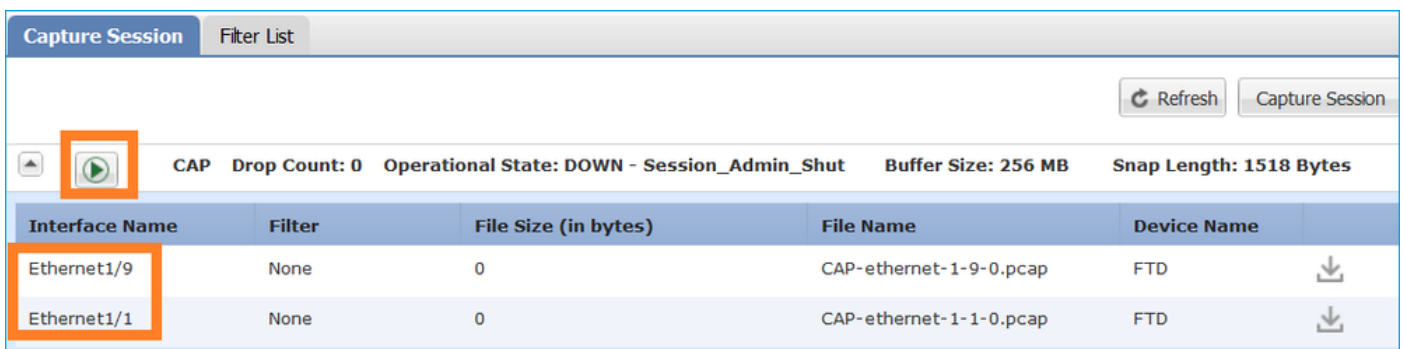 Capture Session Filter List
Refresh Capture Session
CAP Drop Count: 0 Operational State: DOWN - Session_Admin_Shut Buffer Size: 256 MB Snap Length: 1518 Bytes
Interface Name Filter File Size (in bytes) File Name Device Name
Ethernet1/9 None 0 CAP-ethernet-1-9-0.pcap FTD
Ethernet1/1 None 0 CAP-ethernet-1-1-0.pcap FTD